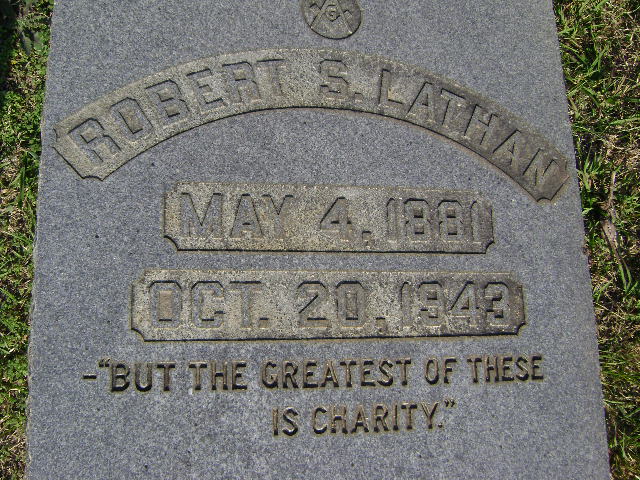 G
ROBERT S. LATHAN
MAY 4, 1881
OCT. 20, 1943
-"BUT THE GREATEST OF THESE
IS CHARITY."